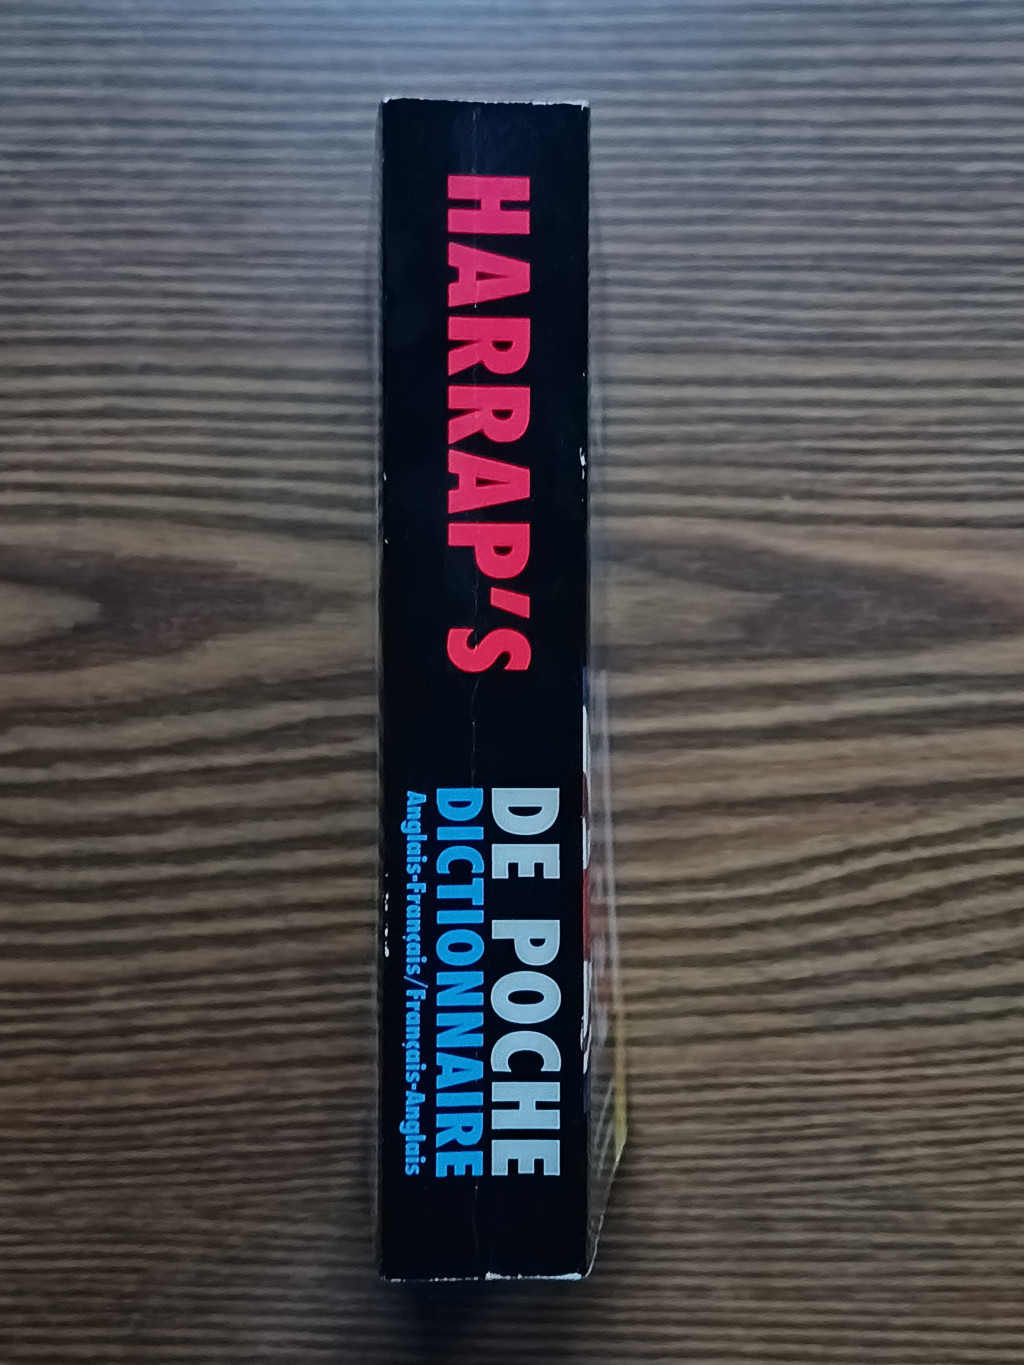 HARRAP'S
DE POCHE
DICTIONNAIRE
Anglais-Français/Français-Anglais